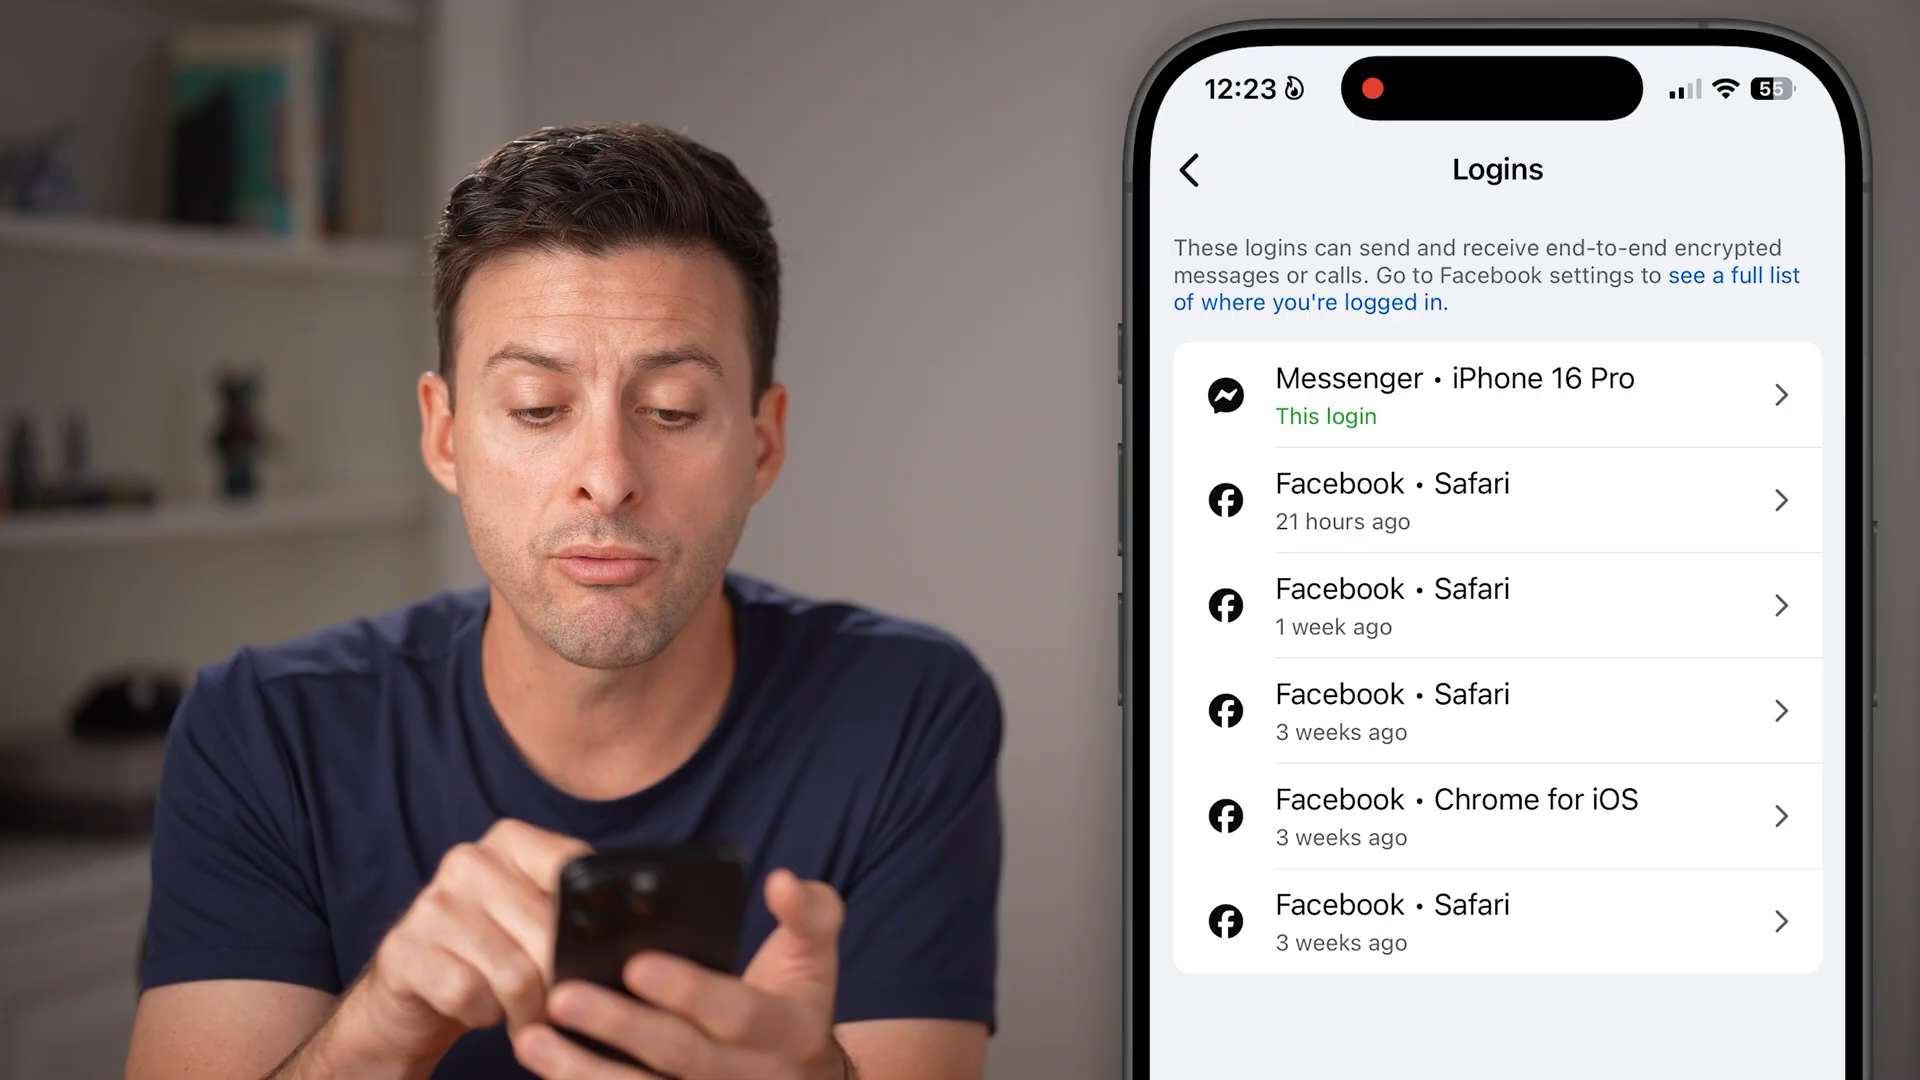 12:23
55
Logins
These logins can send and receive end-to-end encrypted
messages or calls. Go to Facebook settings to see a full list
of where you're logged in.
Messenger • iPhone 16 Pro
This login
Facebook • Safari
21 hours ago
Facebook • Safari
1 week ago
Facebook • Safari
3 weeks ago
Facebook • Chrome for iOS
3 weeks ago
Facebook • Safari
3 weeks ago